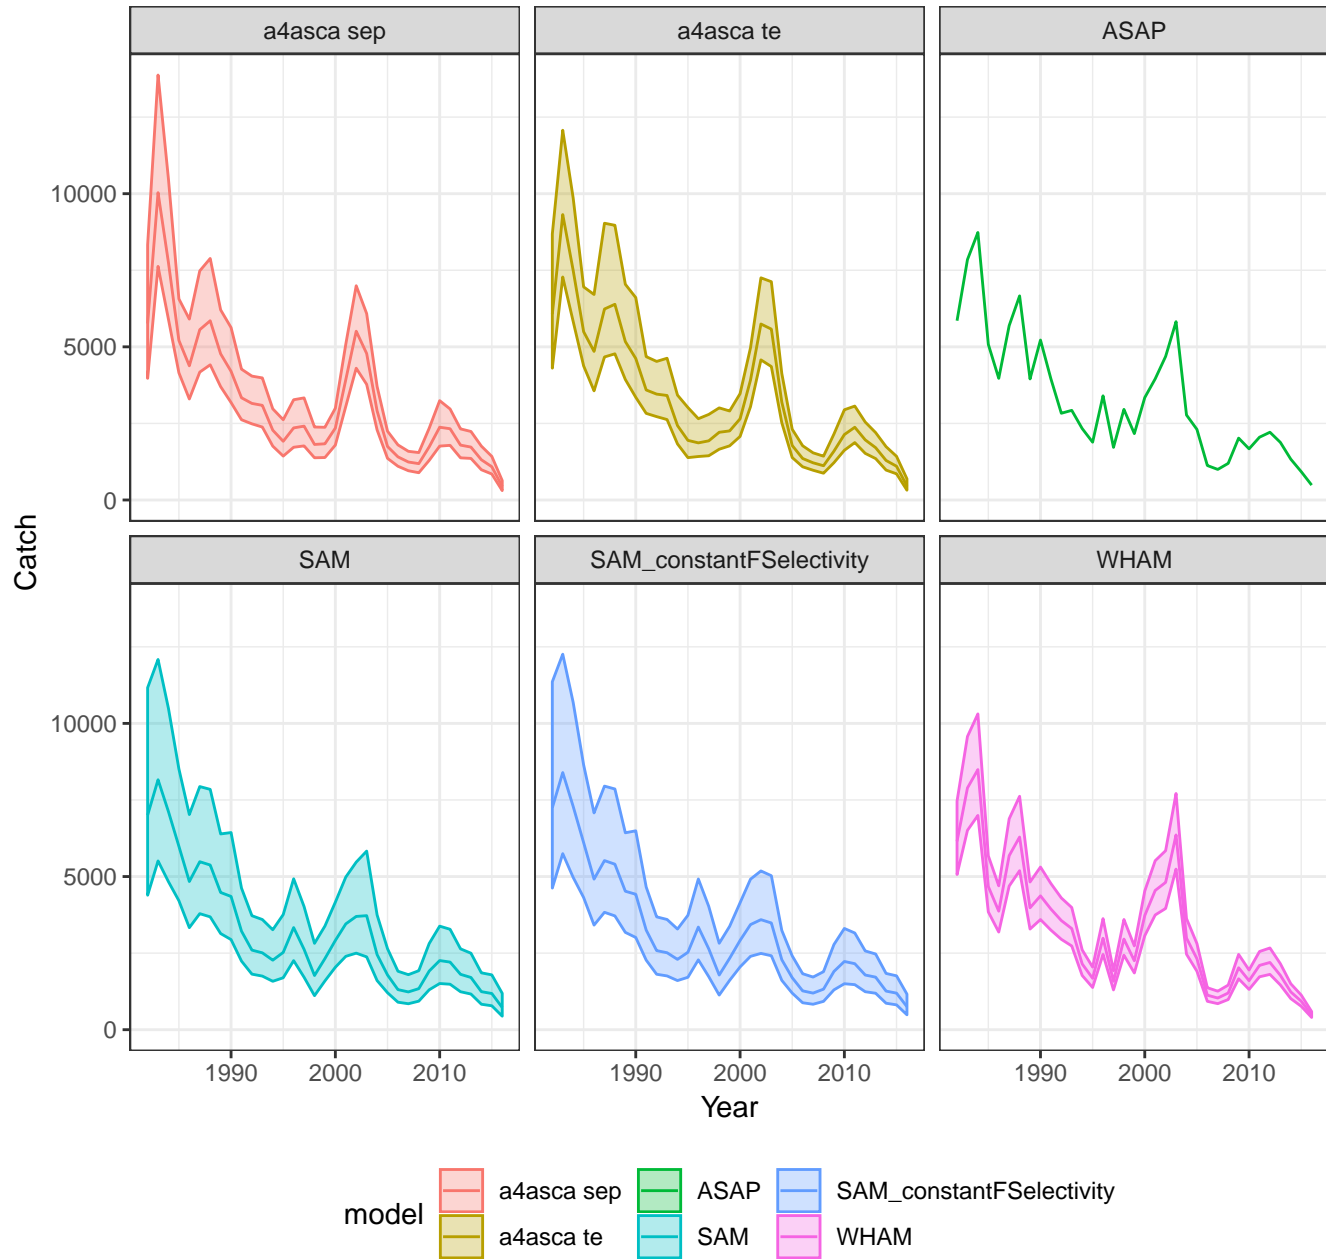 a4asca sep a4asca te ASAP
10000
5000
0
Catch
SAM SAM_constantFSelectivity WHAM
10000
5000
0
1990 2000 2010 1990 2000 2010 1990 2000 2010
Year
model
a4asca sep ASAP SAM_constantFSelectivity
a4asca te SAM WHAM